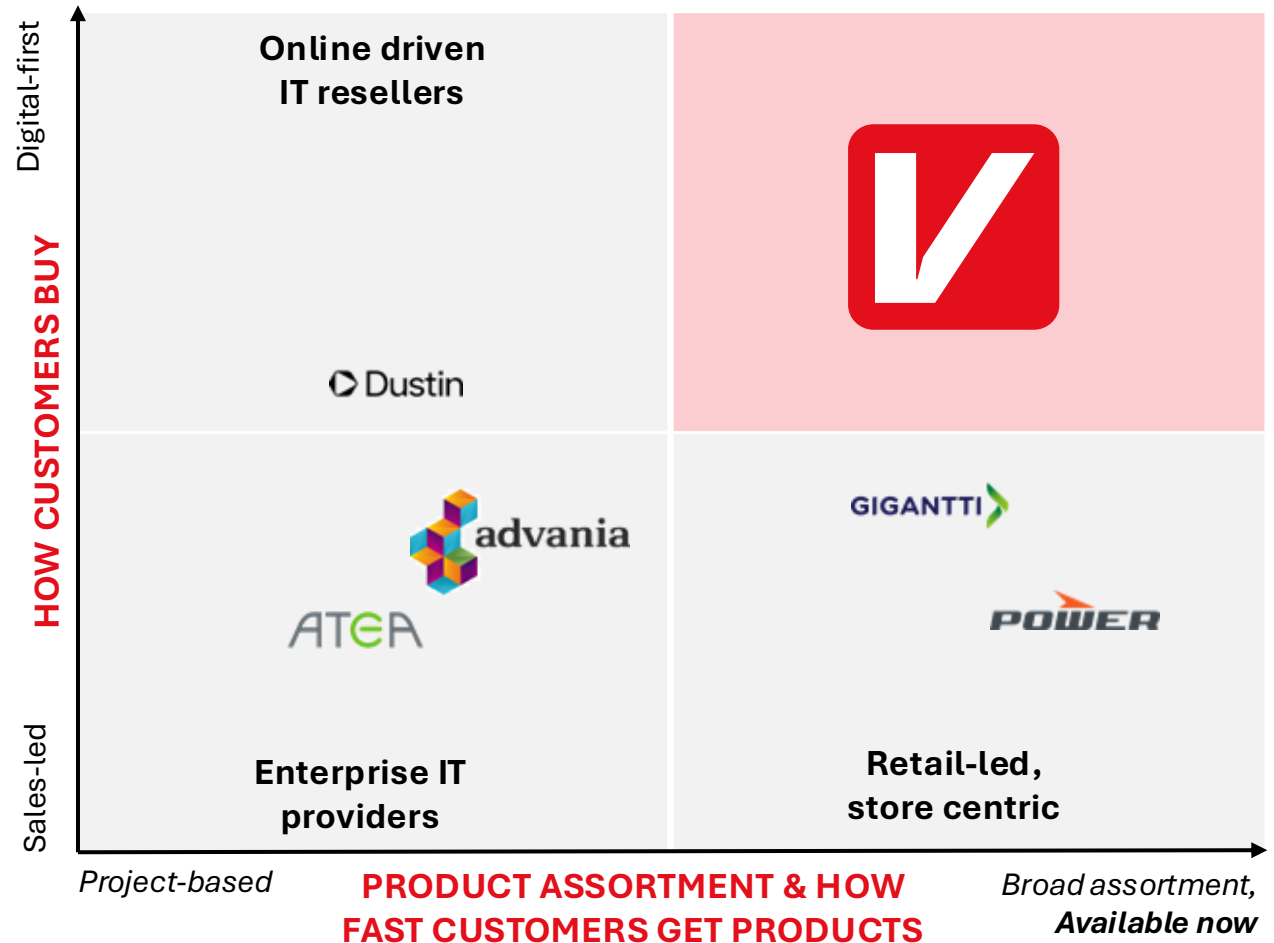 Digital-first
HOW CUSTOMERS BUY
Sales-led
Online driven
IT resellers
V
Dustin
advania
ATEA
Enterprise IT
providers
GIGANTTI
POWER
Retail-led,
store centric
Project-based
PRODUCT ASSORTMENT & HOW
FAST CUSTOMERS GET PRODUCTS
Broad assortment,
Available now